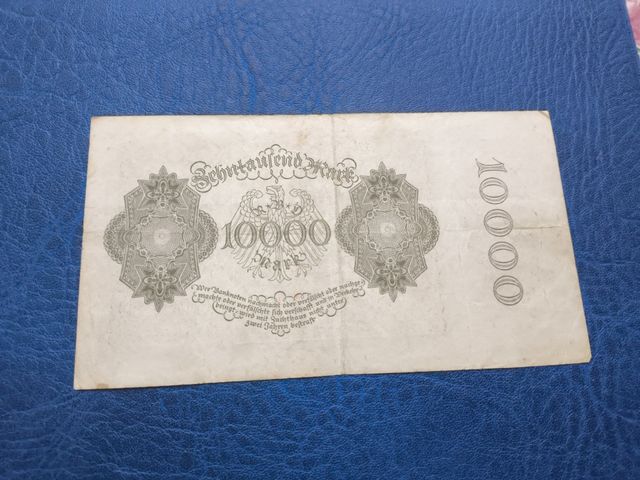 Zehntausend Mark
10000
Mark
Wer Banknoten nachmacht oder verfälscht oder nachge-
machte oder verfälschte sich verschafft und in Verkehr
bringt, wird mit Zuchthaus nicht unter
zwei Jahren bestraft
10000